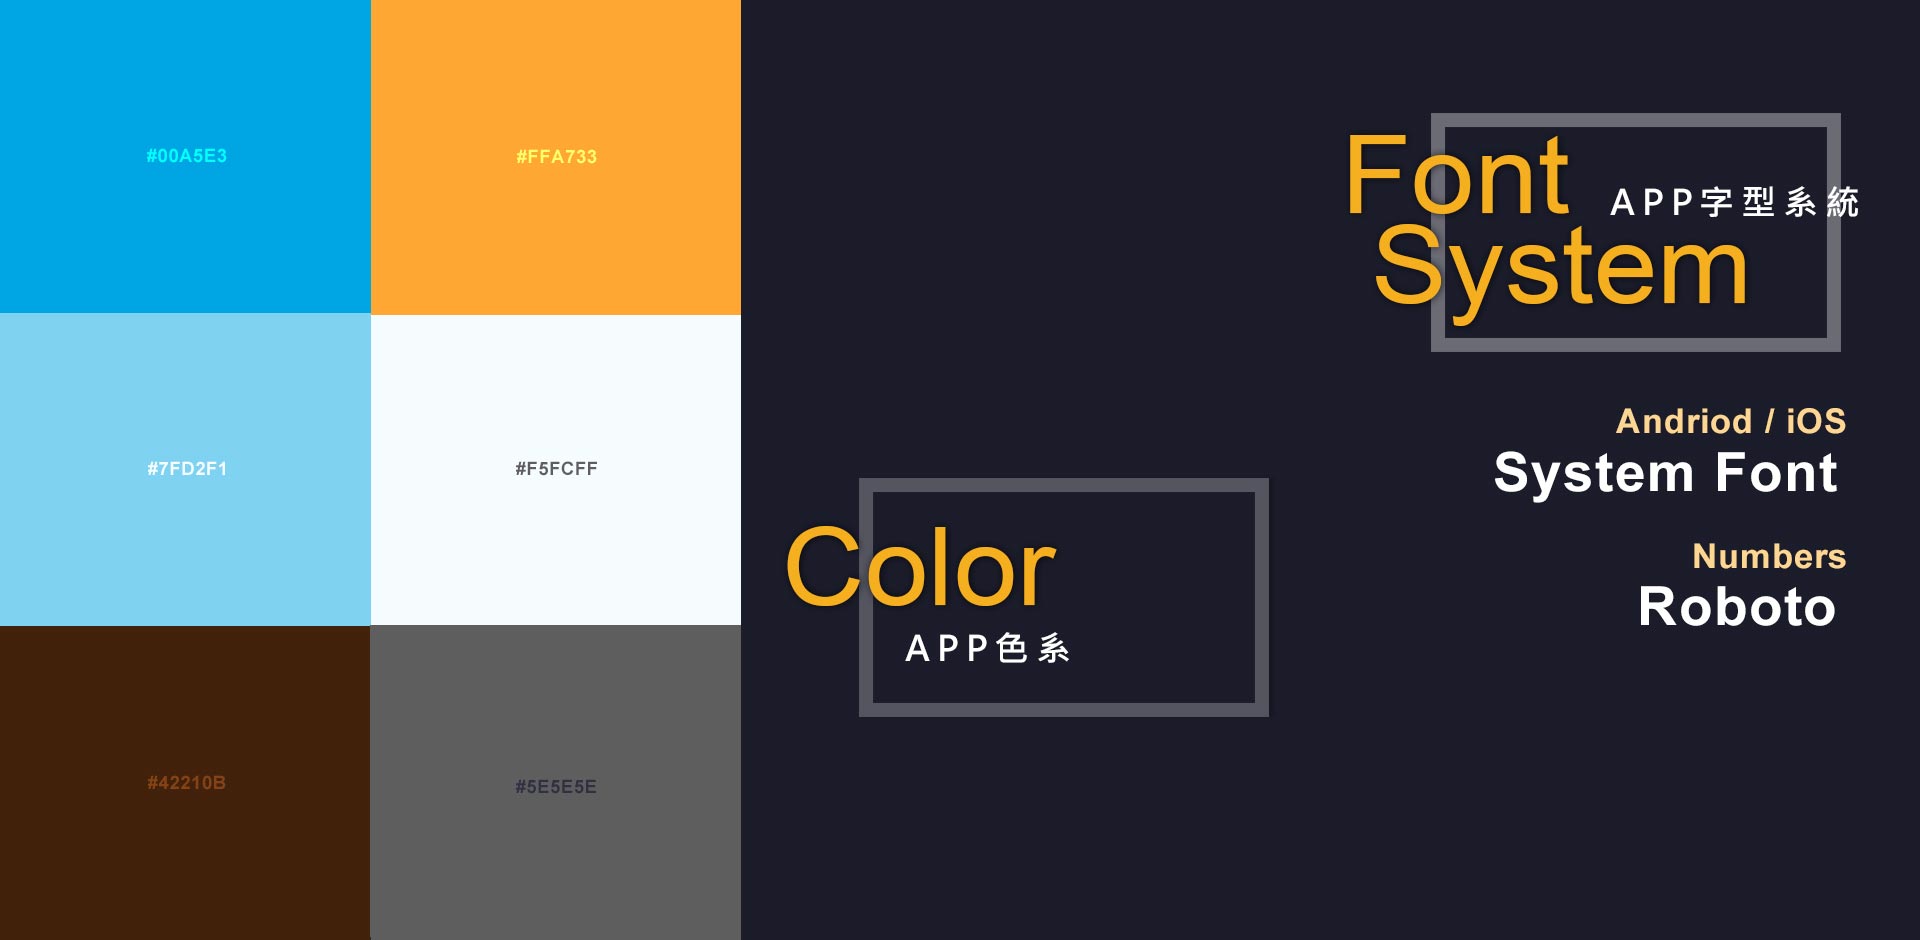 #00A5E3
#FFA733
#7FD2F1
#F5FCFF
#42210B
#5E5E5E
Color
APP色系
Font
APP字型系統
System
Andriod / iOS
System Font
Numbers
Roboto